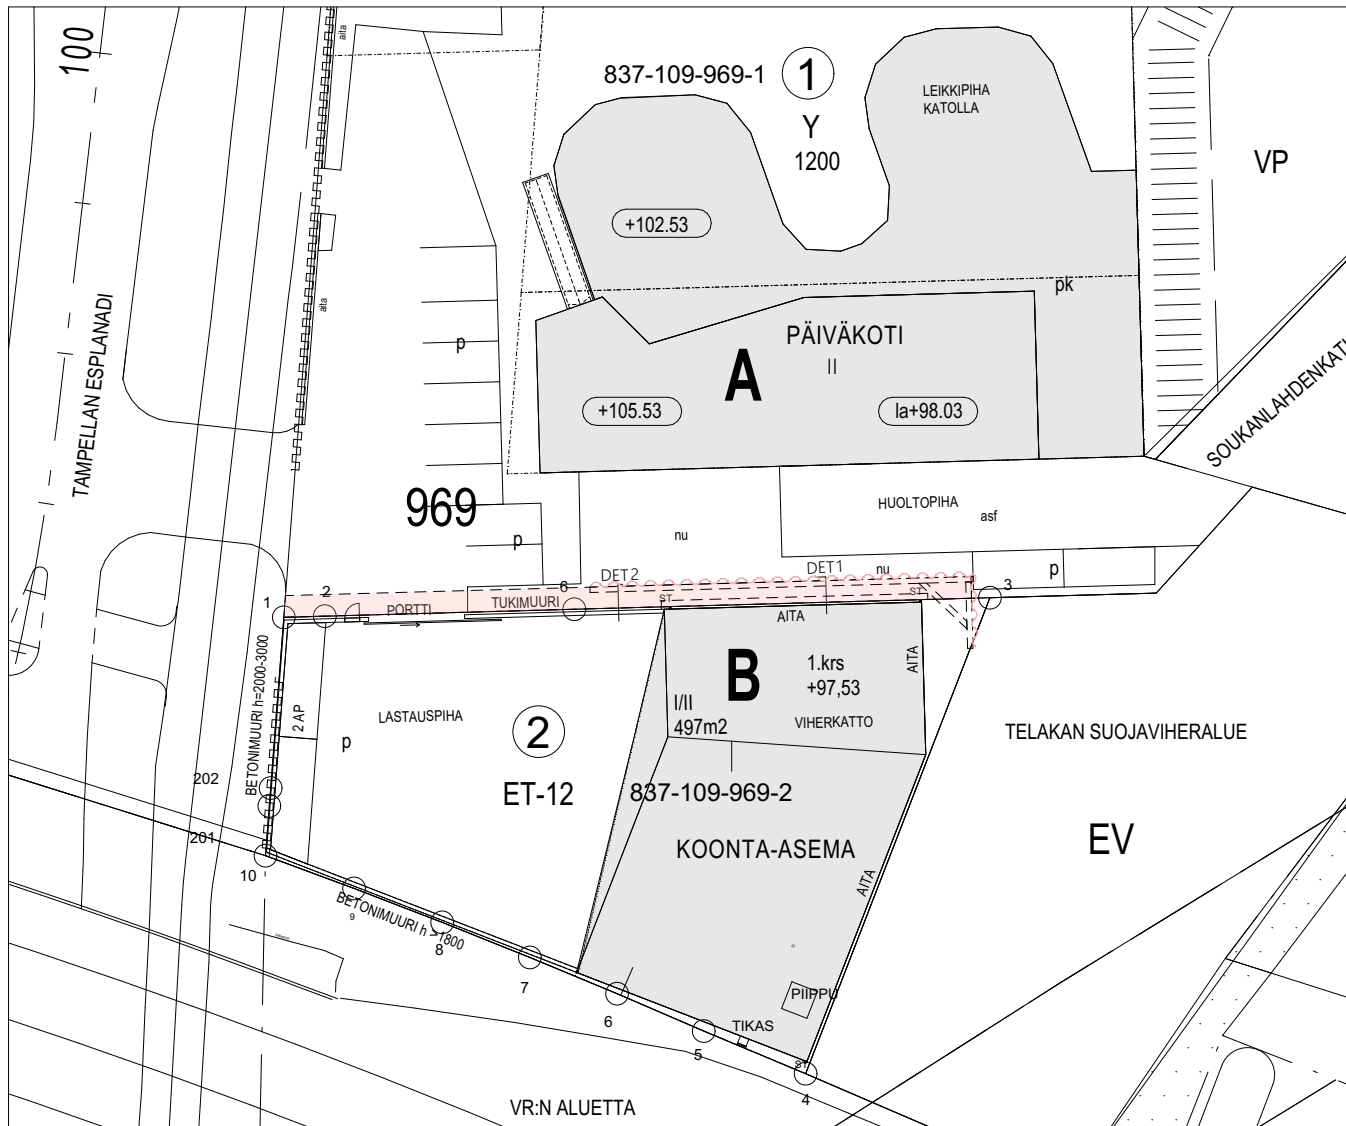 100
aita
837-109-969-1
1
Y
1200
LEIKKIPIHA
KATOLLA
VP
+102.53
aita
pk
TAMPELLAN ESPLANADI
p
PÄIVÄKOTI
II
A
+105.53
la+98.03
SOUKANLAHDENKATU
969
HUOLTOPIHA
asf
nu
p
DET2
DET1
nu
p
1
2
6
3
PORTTI
TUKIMUURI
ST
ST
AITA
AITA
BETONIMUURI h=2000-3000
2 AP
LASTAUSPIHA
p
2
ET-12
B
1.krs
+97,53
I/II
497m2
VIHERKATTO
TELAKAN SUOJAVIHERALUE
202
837-109-969-2
201
KOONTA-ASEMA
EV
10
AITA
BETONIMUURI h =1800
9
8
7
6
PIIPPU
TIKAS
5
ST
4
VR:N ALUETTA